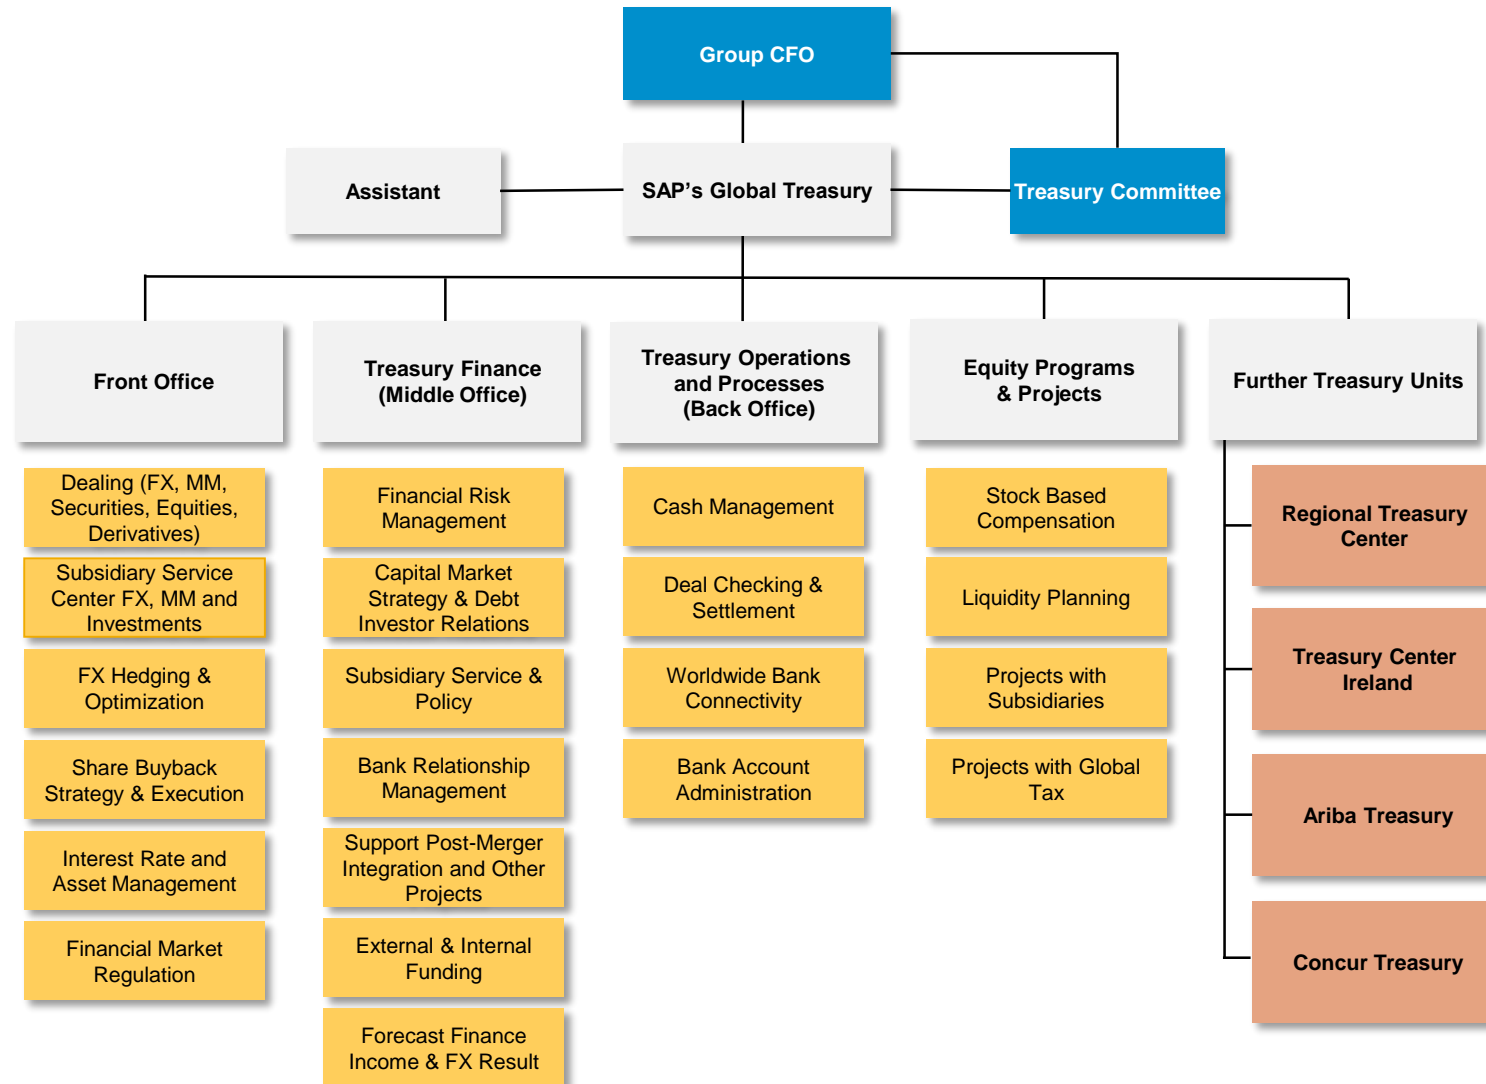 Group CFO
Assistant
SAP’s Global Treasury
Treasury Committee
Front Office
Treasury Finance
(Middle Office)
Treasury Operations
and Processes
(Back Office)
Equity Programs
& Projects
Further Treasury Units
Dealing (FX, MM,
Securities, Equities,
Derivatives)
Subsidiary Service
Center FX, MM and
Investments
FX Hedging &
Optimization
Share Buyback
Strategy & Execution
Interest Rate and
Asset Management
Financial Market
Regulation
Financial Risk
Management
Capital Market
Strategy & Debt
Investor Relations
Subsidiary Service &
Policy
Bank Relationship
Management
Support Post-Merger
Integration and Other
Projects
External & Internal
Funding
Forecast Finance
Income & FX Result
Cash Management
Deal Checking &
Settlement
Worldwide Bank
Connectivity
Bank Account
Administration
Stock Based
Compensation
Liquidity Planning
Projects with
Subsidiaries
Projects with Global
Tax
Regional Treasury
Center
Treasury Center
Ireland
Ariba Treasury
Concur Treasury